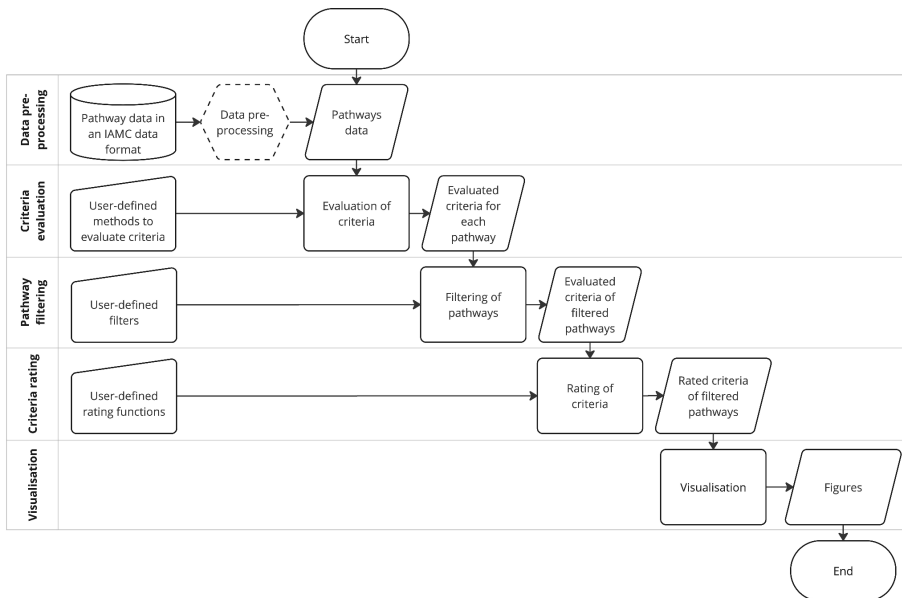 Start
Data pre-
processing
Pathway data in
an IAMC data
format
Data pre-
processing
Pathways
data
Criteria
evaluation
User-defined
methods to
evaluate criteria
Evaluation of
criteria
Evaluated
criteria for
each
pathway
Pathway
filtering
User-defined
filters
Filtering of
pathways
Evaluated
criteria of
filtered
pathways
Criteria rating
User-defined
rating functions
Rating of
criteria
Rated criteria
of filtered
pathways
Visualisation
Visualisation
Figures
End